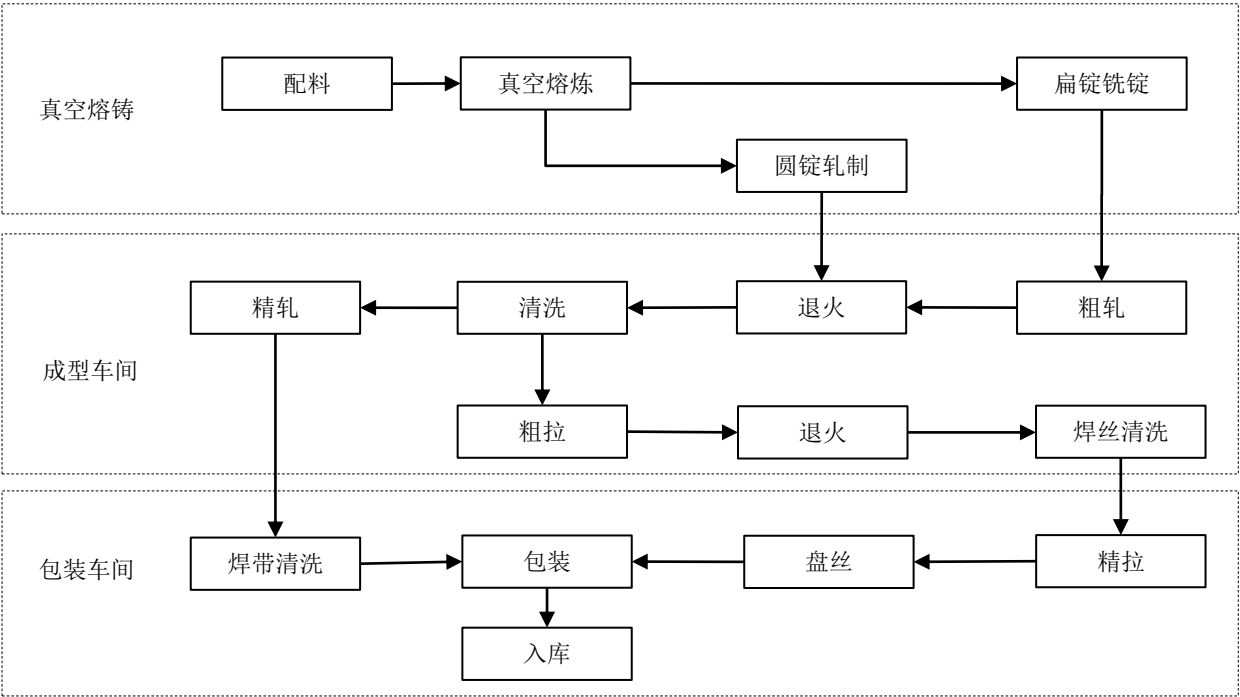 真空熔铸
配料
真空熔炼
扁锭铣锭
圆锭轧制
成型车间
精轧
清洗
退火
粗轧
粗拉
退火
焊丝清洗
包装车间
焊带清洗
包装
盘丝
精拉
入库